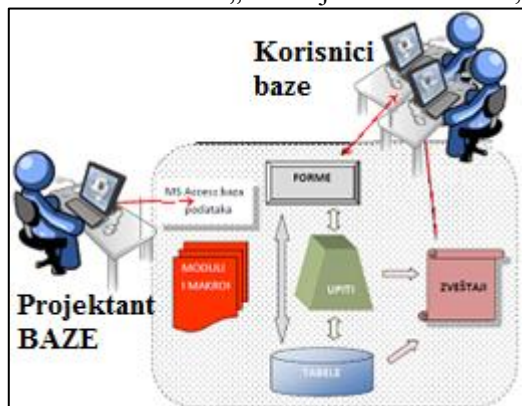 Korisnici
baze
FORME
MS Access baza
podataka
MODULI
I MAKROI
UPITI
ZVEŠTAJI
Projektant
BAZE
TABELE